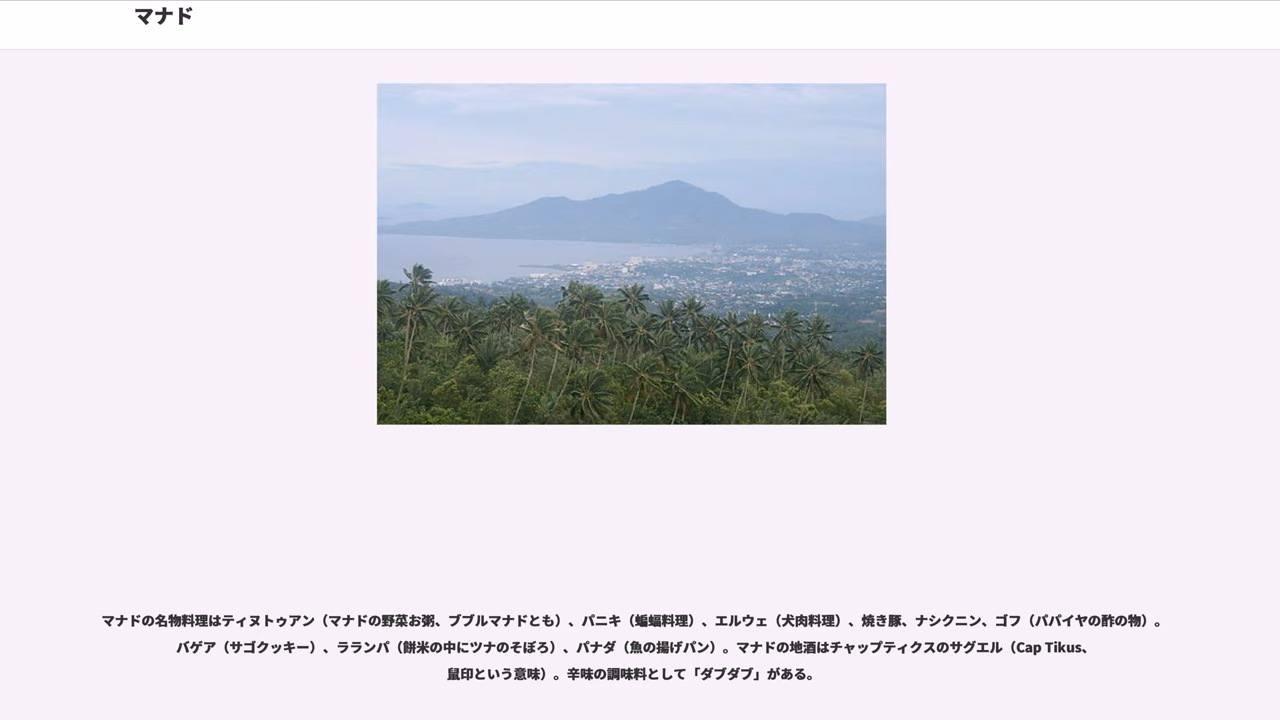 マナド
マナドの名物料理はティヌトゥアン（マナドの野菜お粥、ブブルマナドとも）、パニキ（蝙蝠料理）、エルウェ（犬肉料理）、焼き豚、ナシクニン、ゴフ（パパイヤの酢の物）。
バゲア（サゴクッキー）、ラランパ（餅米の中にツナのそぼろ）、パナダ（魚の揚げパン）。マナドの地酒はチャップティクスのサグエル（Cap Tikus、
鼠印という意味）。辛味の調味料として「ダブダブ」がある。